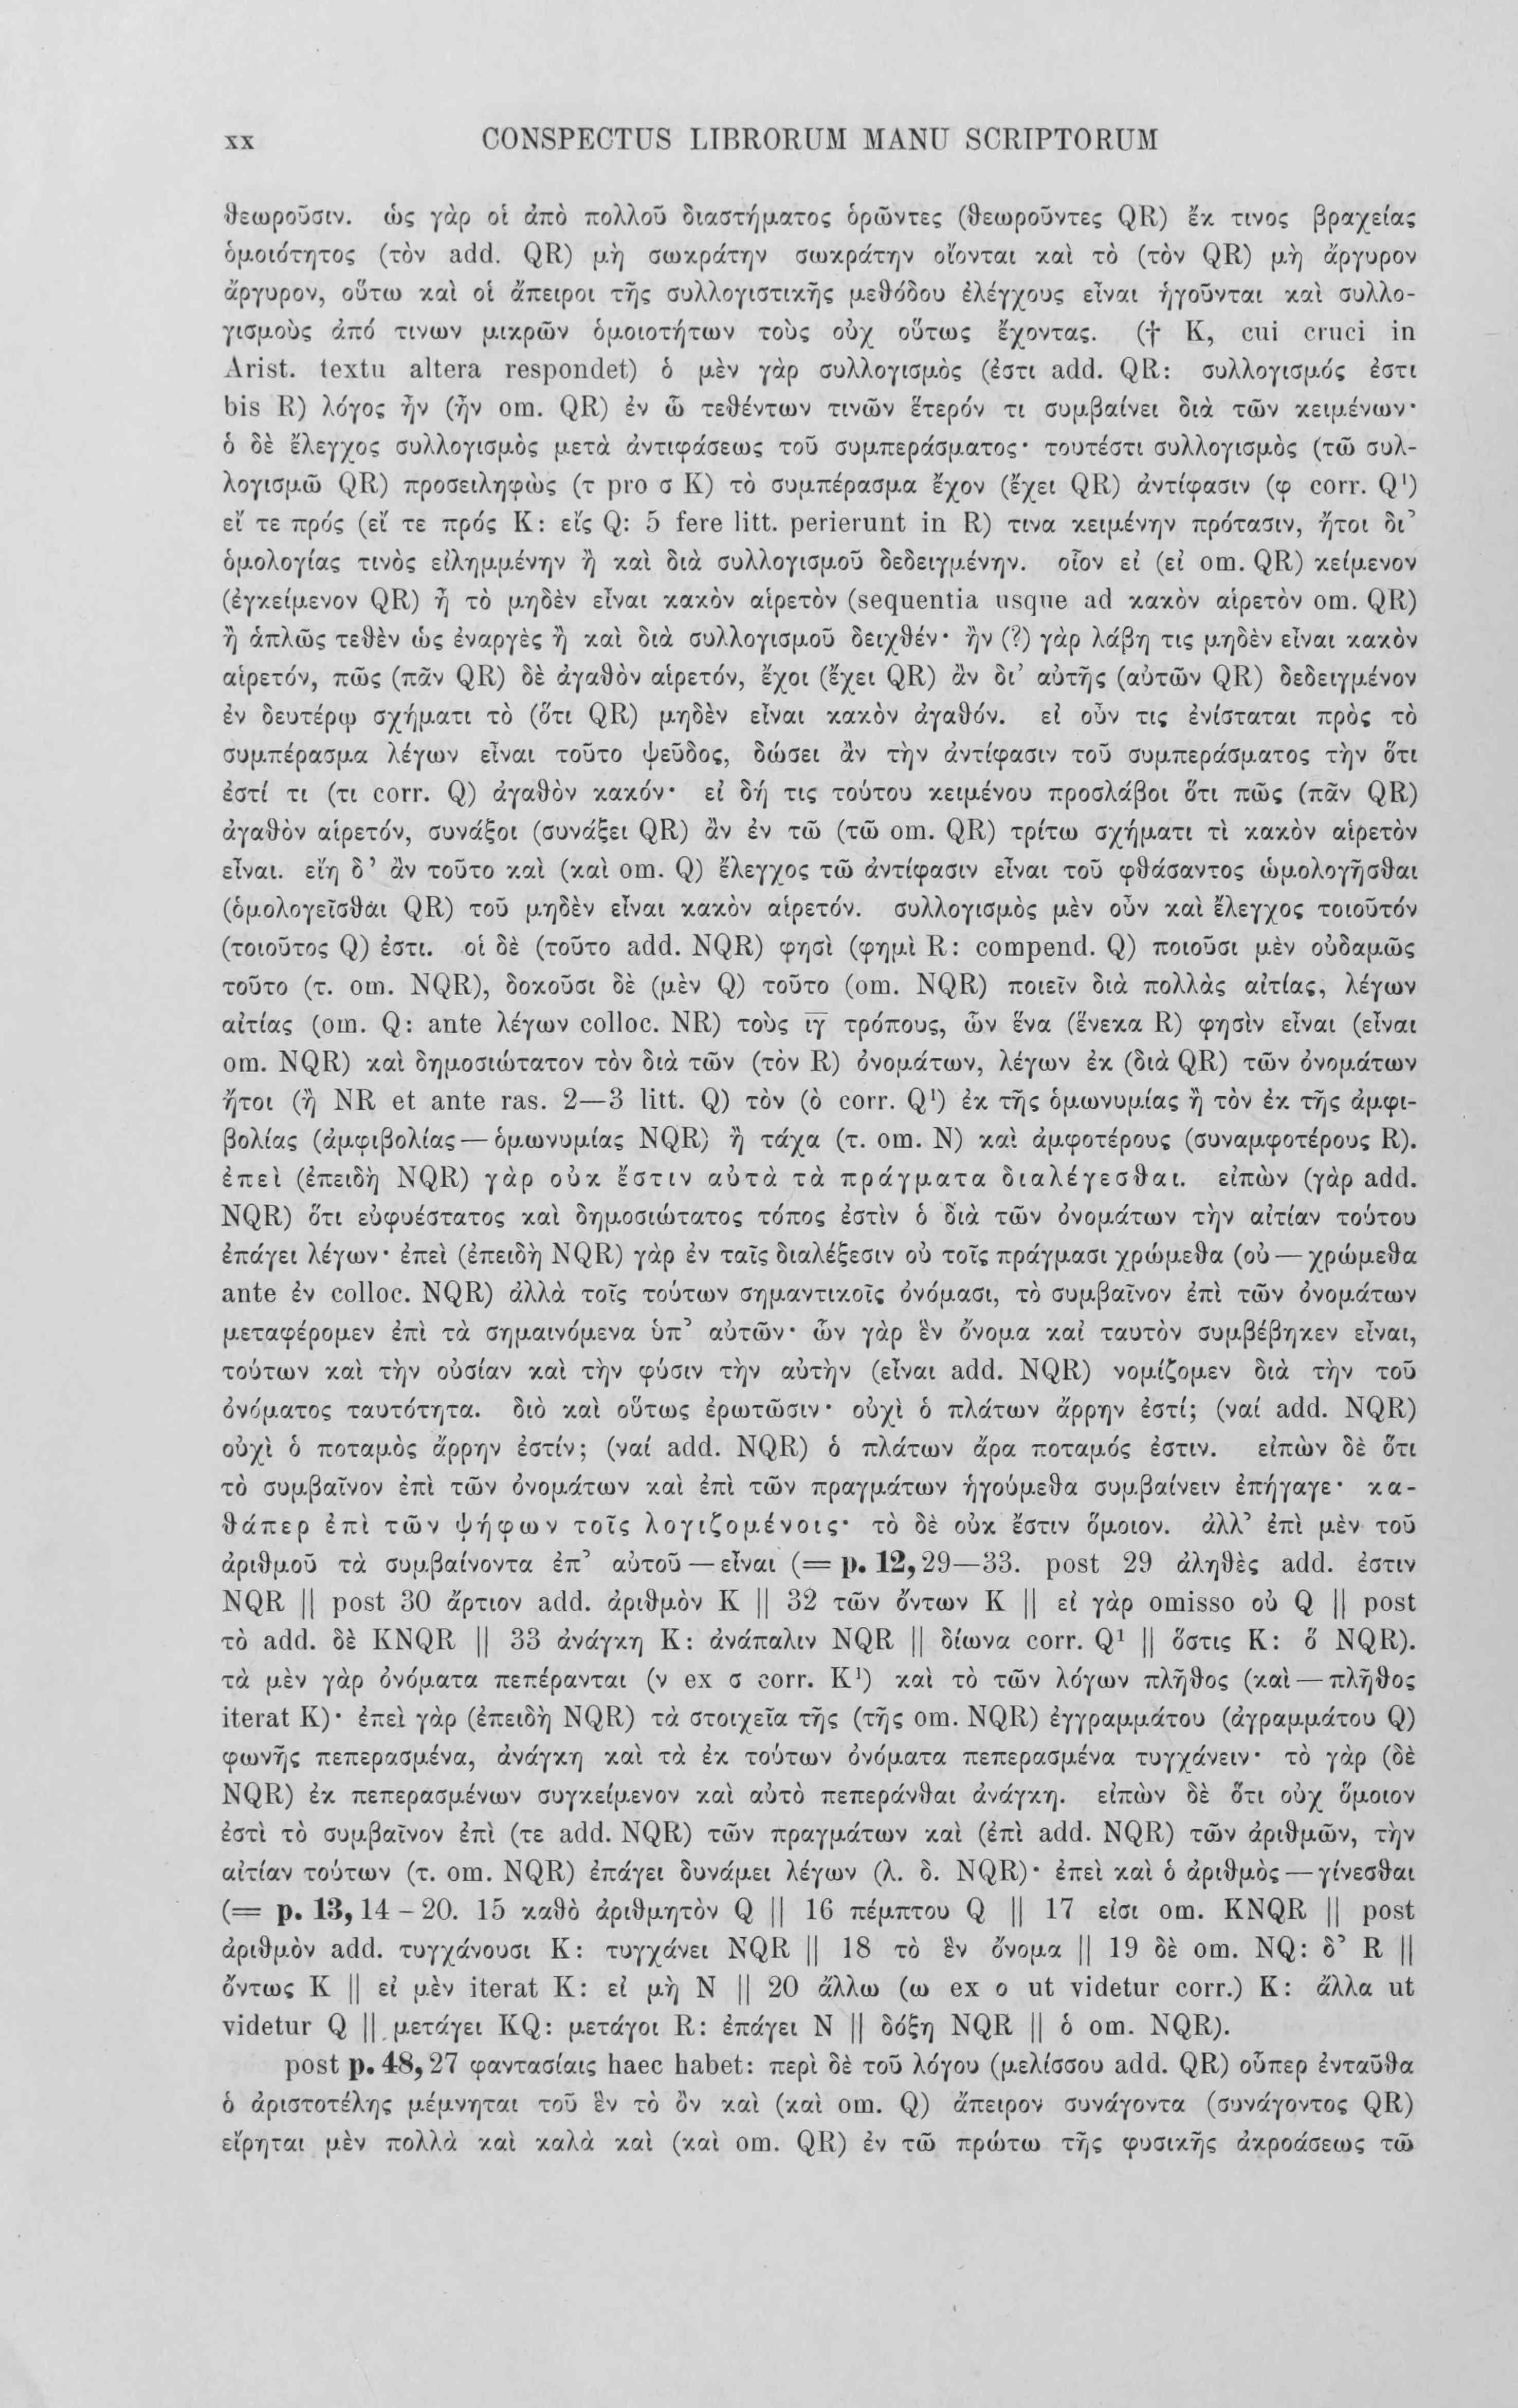 xx CONSPECTUS LIBRORUM MANU SCRIPTORUM
θεωροῦσιν. ὡς γὰρ οἱ ἀπὸ πολλοῦ διαστήματος ὁρῶντες (θεωροῦντες QR) ἔκ τινος βραχείας
ὁμοιότητος (τὸν add. QR) μὴ σωκράτην σωκράτην οἴονται καὶ τὸ (τὸν QR) μὴ ἄργυρον
ἄργυρον, οὕτω καὶ οἱ ἄπειροι τῆς συλλογιστικῆς μεθόδου ἐλέγχους εἶναι ἡγοῦνται καὶ συλλο-
γισμοὺς ἀπό τινων μικρῶν ὁμοιοτήτων τοὺς οὐχ οὕτως ἔχοντας. († K, cui cruci in
Arist. textu altera respondet) ὁ μὲν γὰρ συλλογισμὸς (ἐστι add. QR: συλλογισμός ἐστι
bis R) λόγος ἦν (ἦν om. QR) ἐν ὧ τεθέντων τινῶν ἕτερόν τι συμβαίνει διὰ τῶν κειμένων·
ὁ δὲ ἔλεγχος συλλογισμὸς μετὰ ἀντιφάσεως τοῦ συμπεράσματος· τουτέστι συλλογισμὸς (τῶ συλ-
λογισμῶ QR) προσειληφὼς (τ pro σ K) τὸ συμπέρασμα ἔχον (ἔχει QR) ἀντίφασιν (φ corr. Q¹)
εἴ τε πρός (εἴ τε πρός K: εἴς Q: 5 fere litt. perierunt in R) τινα κειμένην πρότασιν, ἤτοι δι᾽
ὁμολογίας τινὸς εἰλημμένην ἢ καὶ διὰ συλλογισμοῦ δεδειγμένην. οἷον εἰ (εἰ om. QR) κείμενον
(ἐγκείμενον QR) ἦ τὸ μηδὲν εἶναι κακὸν αἱρετὸν (sequentia usque ad κακὸν αἱρετὸν om. QR)
ἢ ἁπλῶς τεθὲν ὡς ἐναργὲς ἢ καὶ διὰ συλλογισμοῦ δειχθέν· ἢν (?) γὰρ λάβη τις μηδὲν εἶναι κακὸν
αἱρετόν, πῶς (πᾶν QR) δὲ ἀγαθὸν αἱρετόν, ἔχοι (ἔχει QR) ἂν δι᾽ αὐτῆς (αὐτῶν QR) δεδειγμένον
ἐν δευτέρῳ σχήματι τὸ (ὅτι QR) μηδὲν εἶναι κακὸν ἀγαθόν. εἰ οὖν τις ἐνίσταται πρὸς τὸ
συμπέρασμα λέγων εἶναι τοῦτο ψεῦδος, δώσει ἂν τὴν ἀντίφασιν τοῦ συμπεράσματος τὴν ὅτι
ἐστί τι (τι corr. Q) ἀγαθὸν κακόν· εἰ δή τις τούτου κειμένου προσλάβοι ὅτι πῶς (πᾶν QR)
ἀγαθὸν αἱρετόν, συνάξοι (συνάξει QR) ἂν ἐν τῶ (τῶ om. QR) τρίτω σχήματι τὶ κακὸν αἱρετὸν
εἶναι. εἴη δ᾽ ἂν τοῦτο καὶ (καὶ om. Q) ἔλεγχος τῶ ἀντίφασιν εἶναι τοῦ φθάσαντος ὡμολογῆσθαι
(ὁμολογεῖσθαι QR) τοῦ μηδὲν εἶναι κακὸν αἱρετόν. συλλογισμὸς μὲν οὖν καὶ ἔλεγχος τοιοῦτόν
(τοιοῦτος Q) ἐστι. οἱ δὲ (τοῦτο add. NQR) φησὶ (φημὶ R: compend. Q) ποιοῦσι μὲν οὐδαμῶς
τοῦτο (τ. om. NQR), δοκοῦσι δὲ (μὲν Q) τοῦτο (om. NQR) ποιεῖν διὰ πολλὰς αἰτίας, λέγων
αἰτίας (om. Q: ante λέγων colloc. NR) τοὺς ι̅γ̅ τρόπους, ὧν ἕνα (ἕνεκα R) φησὶν εἶναι (εἶναι
om. NQR) καὶ δημοσιώτατον τὸν διὰ τῶν (τὸν R) ὀνομάτων, λέγων ἐκ (διὰ QR) τῶν ὀνομάτων
ἤτοι (ἢ NR et ante ras. 2—3 litt. Q) τὸν (ὸ corr. Q¹) ἐκ τῆς ὁμωνυμίας ἢ τὸν ἐκ τῆς ἀμφι-
βολίας (ἀμφιβολίας — ὁμωνυμίας NQR) ἢ τάχα (τ. om. N) καὶ ἀμφοτέρους (συναμφοτέρους R).
ἐπεὶ (ἐπειδὴ NQR) γὰρ οὐκ ἔστιν αὐτὰ τὰ πράγματα διαλέγεσθαι. εἰπὼν (γὰρ add.
NQR) ὅτι εὐφυέστατος καὶ δημοσιώτατος τόπος ἐστὶν ὁ διὰ τῶν ὀνομάτων τὴν αἰτίαν τούτου
ἐπάγει λέγων· ἐπεὶ (ἐπειδὴ NQR) γὰρ ἐν ταῖς διαλέξεσιν οὐ τοῖς πράγμασι χρώμεθα (οὐ — χρώμεθα
ante ἐν colloc. NQR) ἀλλὰ τοῖς τούτων σημαντικοῖς ὀνόμασι, τὸ συμβαῖνον ἐπὶ τῶν ὀνομάτων
μεταφέρομεν ἐπὶ τὰ σημαινόμενα ὑπ᾽ αὐτῶν· ὧν γὰρ ἓν ὄνομα καὶ ταυτὸν συμβέβηκεν εἶναι,
τούτων καὶ τὴν οὐσίαν καὶ τὴν φύσιν τὴν αὐτὴν (εἶναι add. NQR) νομίζομεν διὰ τὴν τοῦ
ὀνόματος ταυτότητα. διὸ καὶ οὕτως ἐρωτῶσιν· οὐχὶ ὁ πλάτων ἄρρην ἐστί; (ναί add. NQR)
οὐχὶ ὁ ποταμὸς ἄρρην ἐστίν; (ναί add. NQR) ὁ πλάτων ἄρα ποταμός ἐστιν. εἰπὼν δὲ ὅτι
τὸ συμβαῖνον ἐπὶ τῶν ὀνομάτων καὶ ἐπὶ τῶν πραγμάτων ἡγούμεθα συμβαίνειν ἐπήγαγε· κα-
θάπερ ἐπὶ τῶν ψήφων τοῖς λογιζομένοις· τὸ δὲ οὐκ ἔστιν ὅμοιον. ἀλλ᾽ ἐπὶ μὲν τοῦ
ἀριθμοῦ τὰ συμβαίνοντα ἐπ᾽ αὐτοῦ — εἶναι (= p. 12,29—33. post 29 ἀληθὲς add. ἐστιν
NQR || post 30 ἄρτιον add. ἀριθμὸν K || 32 τῶν ὄντων K || εἰ γὰρ omisso οὐ Q || post
τὸ add. δὲ KNQR || 33 ἀνάγκη K: ἀνάπαλιν NQR || δίωνα corr. Q¹ || ὅστις K: ὅ NQR).
τὰ μὲν γὰρ ὀνόματα πεπέρανται (ν ex σ corr. K¹) καὶ τὸ τῶν λόγων πλῆθος (καὶ — πλῆθος
iterat K)· ἐπεὶ γὰρ (ἐπειδὴ NQR) τὰ στοιχεῖα τῆς (τῆς om. NQR) ἐγγραμμάτου (ἀγραμμάτου Q)
φωνῆς πεπερασμένα, ἀνάγκη καὶ τὰ ἐκ τούτων ὀνόματα πεπερασμένα τυγχάνειν· τὸ γὰρ (δὲ
NQR) ἐκ πεπερασμένων συγκείμενον καὶ αὐτὸ πεπεράνθαι ἀνάγκη. εἰπὼν δὲ ὅτι οὐχ ὅμοιον
ἐστὶ τὸ συμβαῖνον ἐπὶ (τε add. NQR) τῶν πραγμάτων καὶ (ἐπὶ add. NQR) τῶν ἀριθμῶν, τὴν
αἰτίαν τούτων (τ. om. NQR) ἐπάγει δυνάμει λέγων (λ. δ. NQR)· ἐπεὶ καὶ ὁ ἀριθμὸς — γίνεσθαι
(= p. 13,14 – 20. 15 καθὸ ἀριθμητὸν Q || 16 πέμπτου Q || 17 εἰσι om. KNQR || post
ἀριθμὸν add. τυγχάνουσι K: τυγχάνει NQR || 18 τὸ ἓν ὄνομα || 19 δὲ om. NQ: δ᾽ R ||
ὄντως K || εἰ μὲν iterat K: εἰ μὴ N || 20 ἄλλω (ω ex ο ut videtur corr.) K: ἄλλα ut
videtur Q || μετάγει KQ: μετάγοι R: ἐπάγει N || δόξη NQR || ὁ om. NQR).
post p. 48,27 φαντασίαις haec habet: περὶ δὲ τοῦ λόγου (μελίσσου add. QR) οὗπερ ἐνταῦθα
ὁ ἀριστοτέλης μέμνηται τοῦ ἓν τὸ ὂν καὶ (καὶ om. Q) ἄπειρον συνάγοντα (συνάγοντος QR)
εἴρηται μὲν πολλὰ καὶ καλὰ καὶ (καὶ om. QR) ἐν τῶ πρώτω τῆς φυσικῆς ἀκροάσεως τῶ